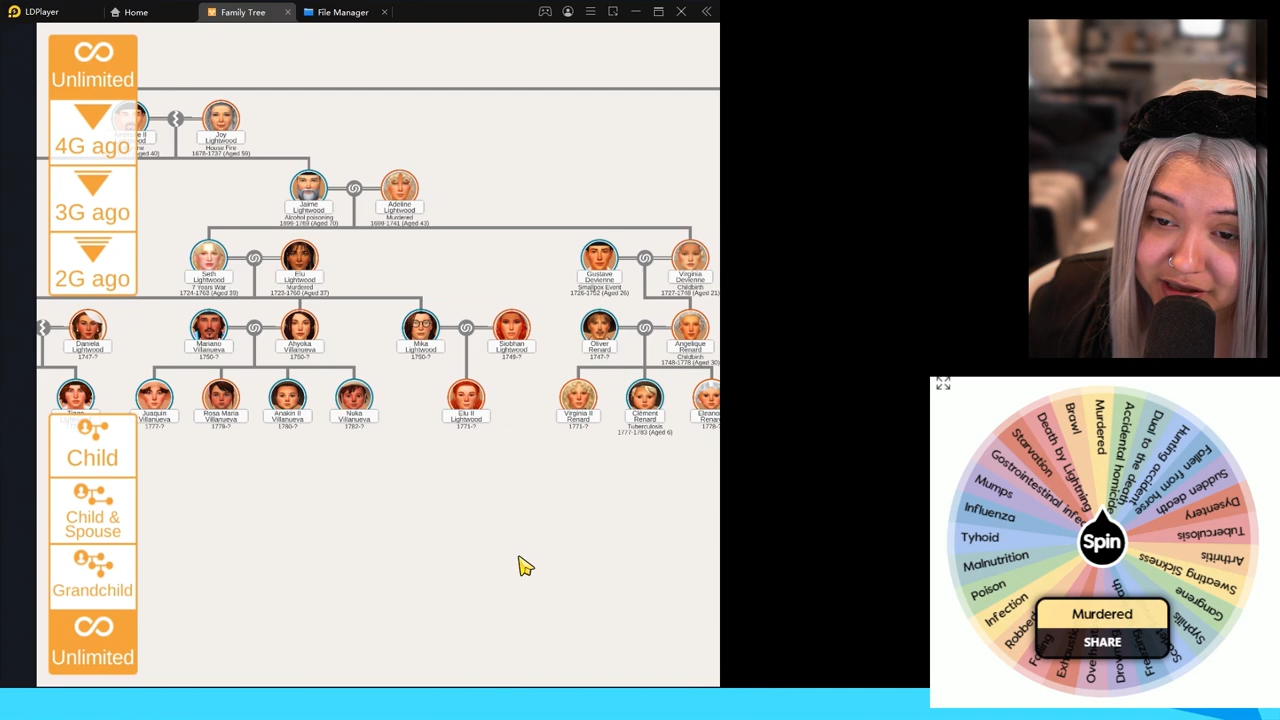 LDPlayer
Home
Family Tree
File Manager
Unlimited
4G ago
3G ago
2G ago
Joy
Lightwood
House Fire
1678-1737 (Aged 59)
Jaime
Lightwood
Alcohol poisoning
1699-1769 (Aged 70)
Adeline
Lightwood
Murdered
1699-1741 (Aged 43)
Seth
Lightwood
7 Years War
1724-1763 (Aged 39)
Elu
Lightwood
Murdered
1723-1760 (Aged 37)
Gustave
Devienne
Smallpox Event
1726-1752 (Aged 26)
Virginia
Devienne
Childbirth
1727-1748 (Aged 21)
Daniela
Lightwood
1747-?
Mariano
Villanueva
1750-?
Ahyoka
Villanueva
1750-?
Mika
Lightwood
1750-?
Siobhan
Lightwood
1749-?
Oliver
Renard
1747-?
Angelique
Renard
Childbirth
1748-1778 (Aged 30)
Juaquin
Villanueva
1777-?
Rosa Maria
Villanueva
1779-?
Anakin II
Villanueva
1780-?
Nuka
Villanueva
1782-?
Elu II
Lightwood
1771-?
Virginia II
Renard
1771-?
Clément
Renard
Tuberculosis
1777-1783 (Aged 6)
1778-
Child
Child &
Spouse
Grandchild
Unlimited
Murdered
Accidental homicide
Dual to the death
Hunting accident
Fallen from horse
Sudden death
Dysentery
Tuberculosis
Arthritis
Sweating Sickness
Gangrene
Syphilis
Freezing
Robbed
Infection
Poison
Malnutrition
Tyhoid
Influenza
Mumps
Gostrointestinal infe
Starvation
Death by Lightning
Brawl
Spin
Murdered
SHARE